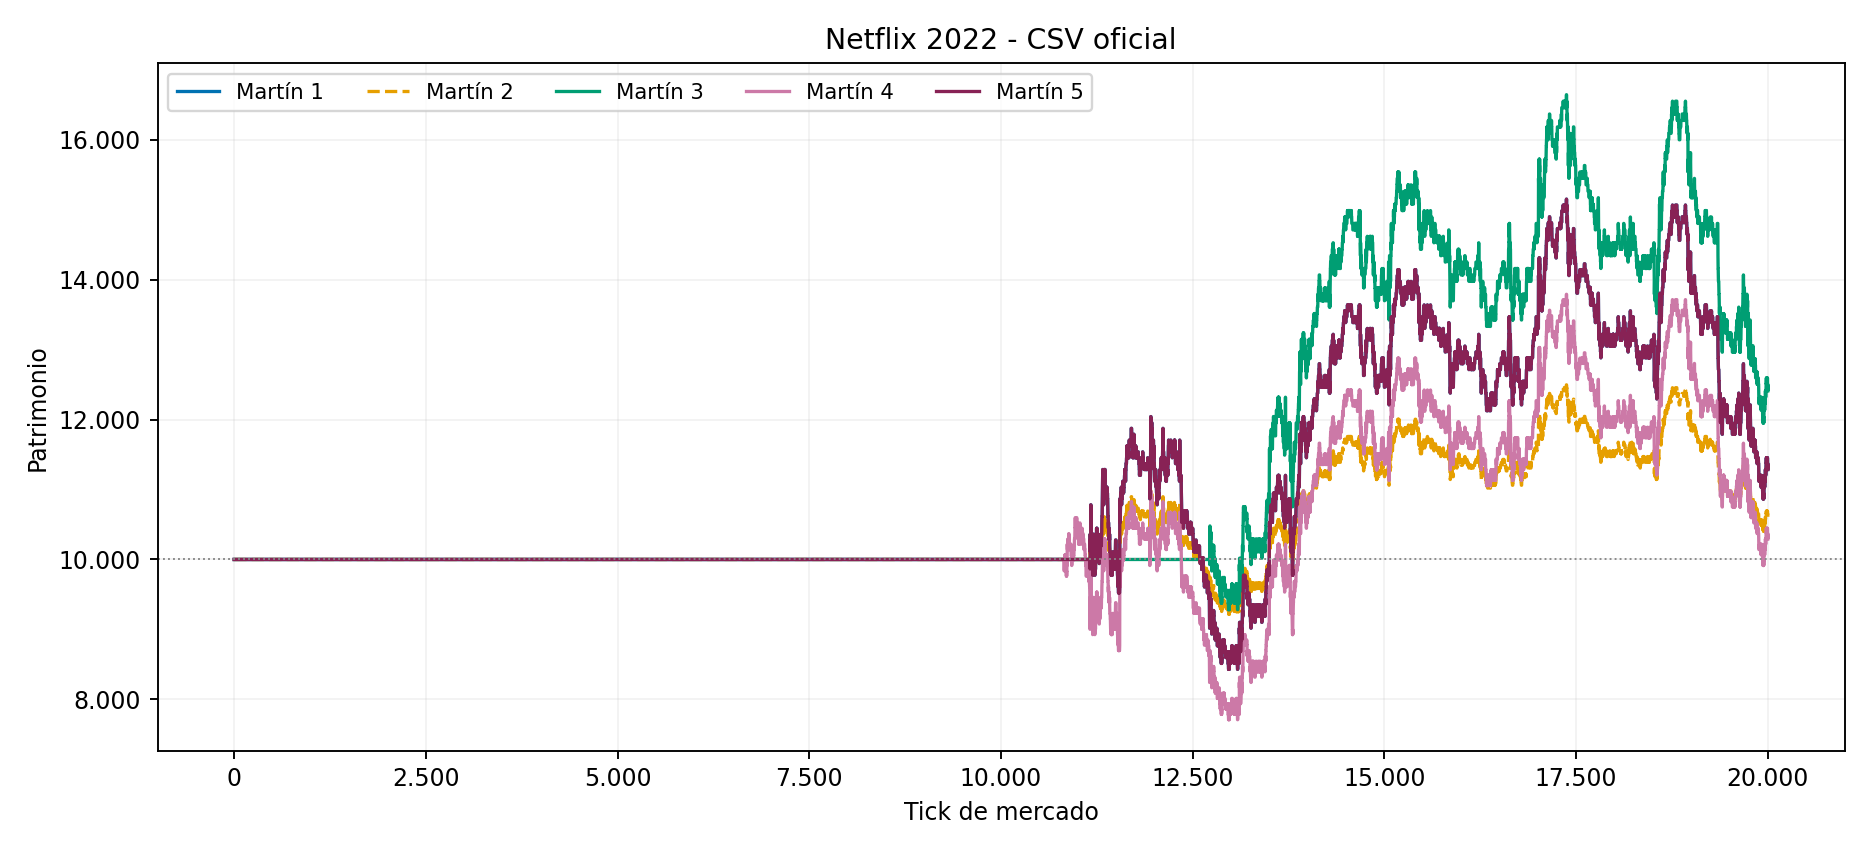 Netflix 2022 - CSV oficial
Martín 1 Martín 2 Martín 3 Martín 4 Martín 5
Patrimonio
16.000
14.000
12.000
10.000
8.000
0 2.500 5.000 7.500 10.000 12.500 15.000 17.500 20.000
Tick de mercado